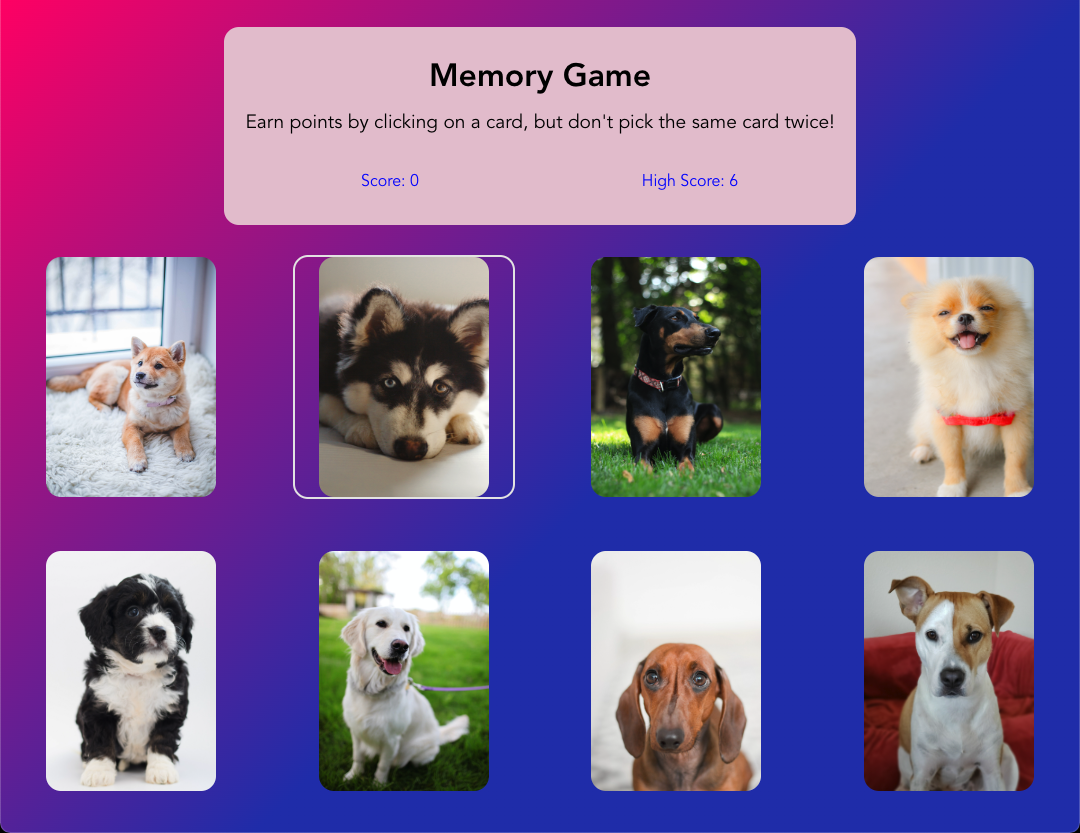 Memory Game
Earn points by clicking on a card, but don't pick the same card twice!
Score: 0
High Score: 6